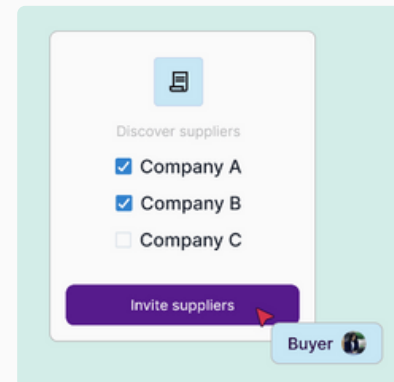 Discover suppliers
Company A
Company B
Company C
Invite suppliers
Buyer